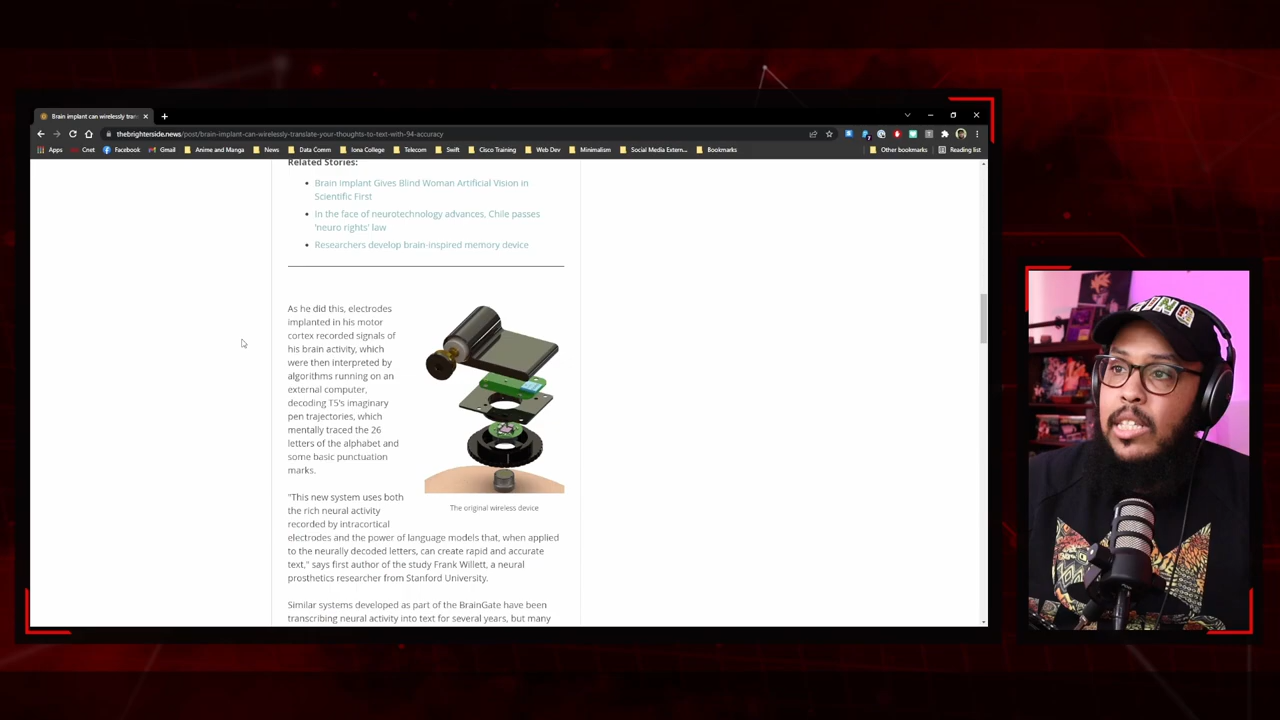 Brain implant can wirelessly tra
thebrighterside.news/post/brain-implant-can-wirelessly-translate-your-thoughts-to-text-with-94-accuracy
Apps Cnet Facebook Gmail Anime and Manga News Data Comm Iona College Telecom Swift Cisco Training Web Dev Minimalism Social Media Extern... Bookmarks Other bookmarks Reading list
Related Stories:
Brain Implant Gives Blind Woman Artificial Vision in
Scientific First
In the face of neurotechnology advances, Chile passes
'neuro rights' law
Researchers develop brain-inspired memory device
As he did this, electrodes
implanted in his motor
cortex recorded signals of
his brain activity, which
were then interpreted by
algorithms running on an
external computer,
decoding T5's imaginary
pen trajectories, which
mentally traced the 26
letters of the alphabet and
some basic punctuation
marks.
The original wireless device
"This new system uses both
the rich neural activity
recorded by intracortical
electrodes and the power of language models that, when applied
to the neurally decoded letters, can create rapid and accurate
text," says first author of the study Frank Willett, a neural
prosthetics researcher from Stanford University.
Similar systems developed as part of the BrainGate have been
transcribing neural activity into text for several years, but many